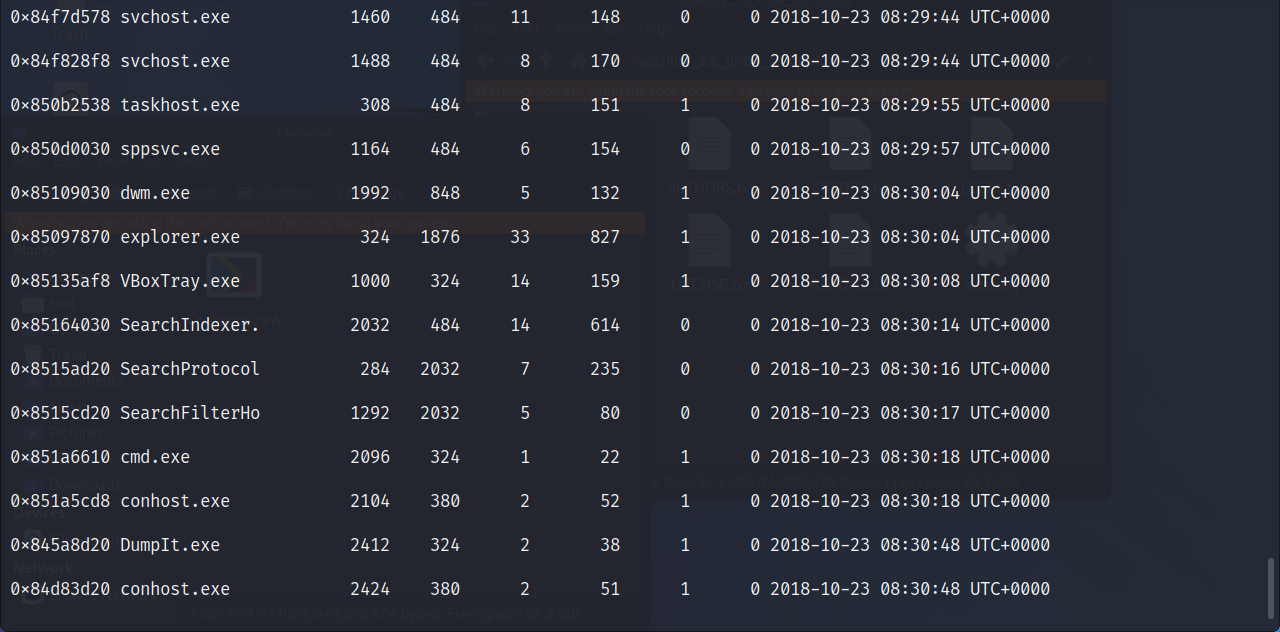 0×84f7d578 svchost.exe 1460 484 11 148 0 0 2018-10-23 08:29:44 UTC+0000
0×84f828f8 svchost.exe 1488 484 8 170 0 0 2018-10-23 08:29:44 UTC+0000
0×850b2538 taskhost.exe 308 484 8 151 1 0 2018-10-23 08:29:55 UTC+0000
0×850d0030 sppsvc.exe 1164 484 6 154 0 0 2018-10-23 08:29:57 UTC+0000
0×85109030 dwm.exe 1992 848 5 132 1 0 2018-10-23 08:30:04 UTC+0000
0×85097870 explorer.exe 324 1876 33 827 1 0 2018-10-23 08:30:04 UTC+0000
0×85135af8 VBoxTray.exe 1000 324 14 159 1 0 2018-10-23 08:30:08 UTC+0000
0×85164030 SearchIndexer. 2032 484 14 614 0 0 2018-10-23 08:30:14 UTC+0000
0×8515ad20 SearchProtocol 284 2032 7 235 0 0 2018-10-23 08:30:16 UTC+0000
0×8515cd20 SearchFilterHo 1292 2032 5 80 0 0 2018-10-23 08:30:17 UTC+0000
0×851a6610 cmd.exe 2096 324 1 22 1 0 2018-10-23 08:30:18 UTC+0000
0×851a5cd8 conhost.exe 2104 380 2 52 1 0 2018-10-23 08:30:18 UTC+0000
0×845a8d20 DumpIt.exe 2412 324 2 38 1 0 2018-10-23 08:30:48 UTC+0000
0×84d83d20 conhost.exe 2424 380 2 51 1 0 2018-10-23 08:30:48 UTC+0000